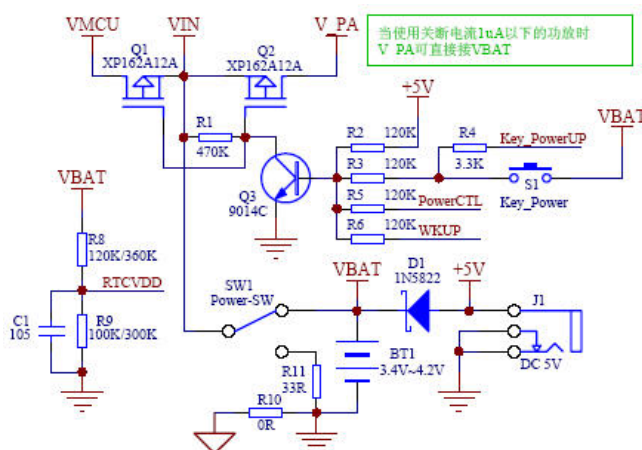 VMCU VIN V_PA
当使用关断电流1uA以下的功放时
V PA可直接接VBAT
Q1 Q2
XP162A12A XP162A12A
+5V
VBAT
R1
470K
R2 120K
R3 120K
R4
3.3K
Key_PowerUP
S1
Key_Power
Q3
9014C
R5 120K PowerCTL
R6 120K WKUP
VBAT
R8
120K/360K
RTCVDD
C1
105
R9
100K/300K
SW1
Power-SW
VBAT
D1
1N5822
+5V
J1
DC 5V
BT1
3.4V~4.2V
R11
33R
R10
0R